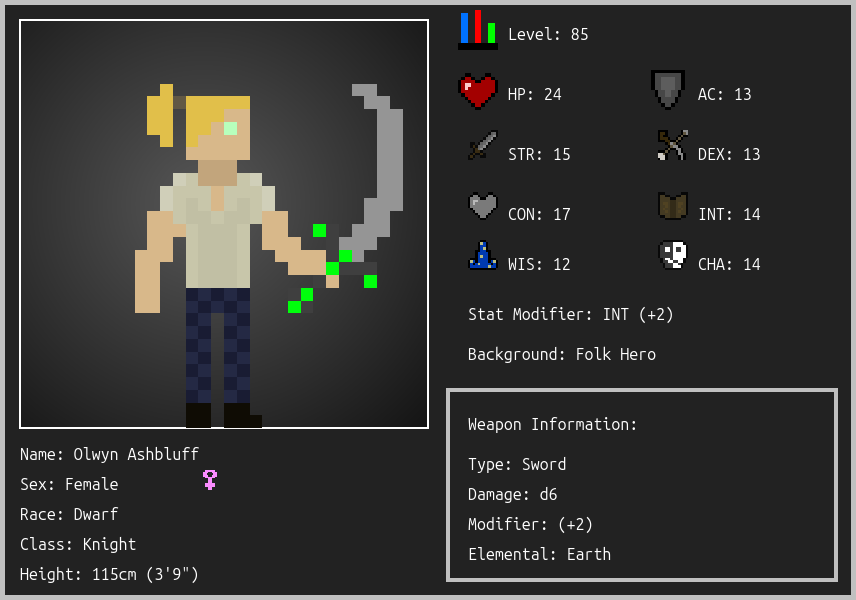 Level: 85
HP: 24
AC: 13
STR: 15
DEX: 13
CON: 17
INT: 14
WIS: 12
CHA: 14
Stat Modifier: INT (+2)
Background: Folk Hero
Weapon Information:
Type: Sword
Damage: d6
Modifier: (+2)
Elemental: Earth
Name: Olwyn Ashbluff
Sex: Female
Race: Dwarf
Class: Knight
Height: 115cm (3'9")